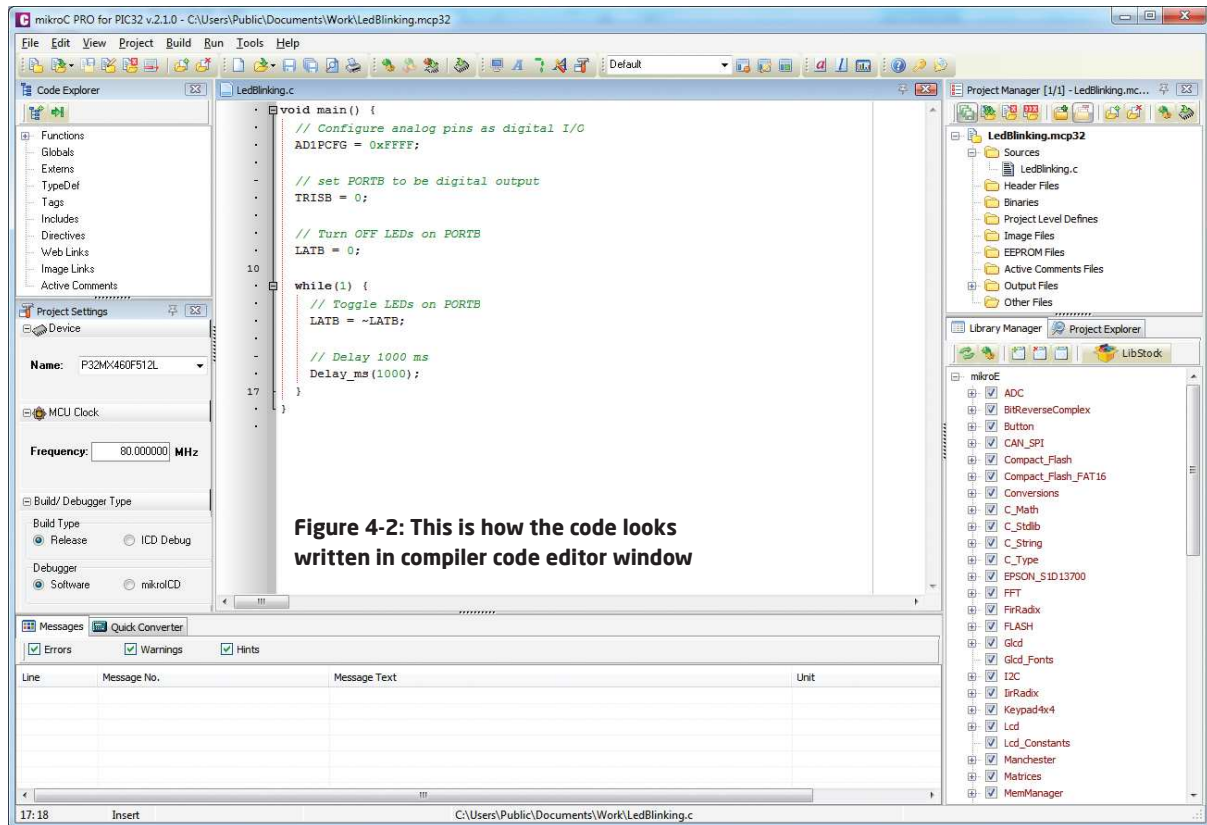 mikroC PRO for PIC32 v.2.1.0 - C:\Users\Public\Documents\Work\LedBlinking.mcp32
File Edit View Project Build Run Tools Help
Default
Code Explorer
Functions
Globals
Externs
TypeDef
Tags
Includes
Directives
Web Links
Image Links
Active Comments
Project Settings
Device
Name: P32MX460F512L
MCU Clock
Frequency: 80.000000 MHz
Build/ Debugger Type
Build Type
Release ICD Debug
Debugger
Software mikroICD
LedBlinking.c
void main() {
// Configure analog pins as digital I/O
AD1PCFG = 0xFFFF;
// set PORTB to be digital output
TRISB = 0;
// Turn OFF LEDs on PORTB
LATB = 0;
10
while(1) {
// Toggle LEDs on PORTB
LATB = ~LATB;
// Delay 1000 ms
Delay_ms(1000);
17 }
}
Figure 4-2: This is how the code looks
written in compiler code editor window
Project Manager [1/1] - LedBlinking.mc...
LedBlinking.mcp32
Sources
LedBlinking.c
Header Files
Binaries
Project Level Defines
Image Files
EEPROM Files
Active Comments Files
Output Files
Other Files
Library Manager Project Explorer
LibStock
mikroE
ADC
BitReverseComplex
Button
CAN_SPI
Compact_Flash
Compact_Flash_FAT16
Conversions
C_Math
C_Stdlib
C_String
C_Type
EPSON_S1D13700
FFT
FirRadix
FLASH
Glcd
Glcd_Fonts
I2C
IirRadix
Keypad4x4
Lcd
Lcd_Constants
Manchester
Matrices
MemManager
Messages Quick Converter
Errors Warnings Hints
Line Message No. Message Text Unit
17:18 Insert C:\Users\Public\Documents\Work\LedBlinking.c